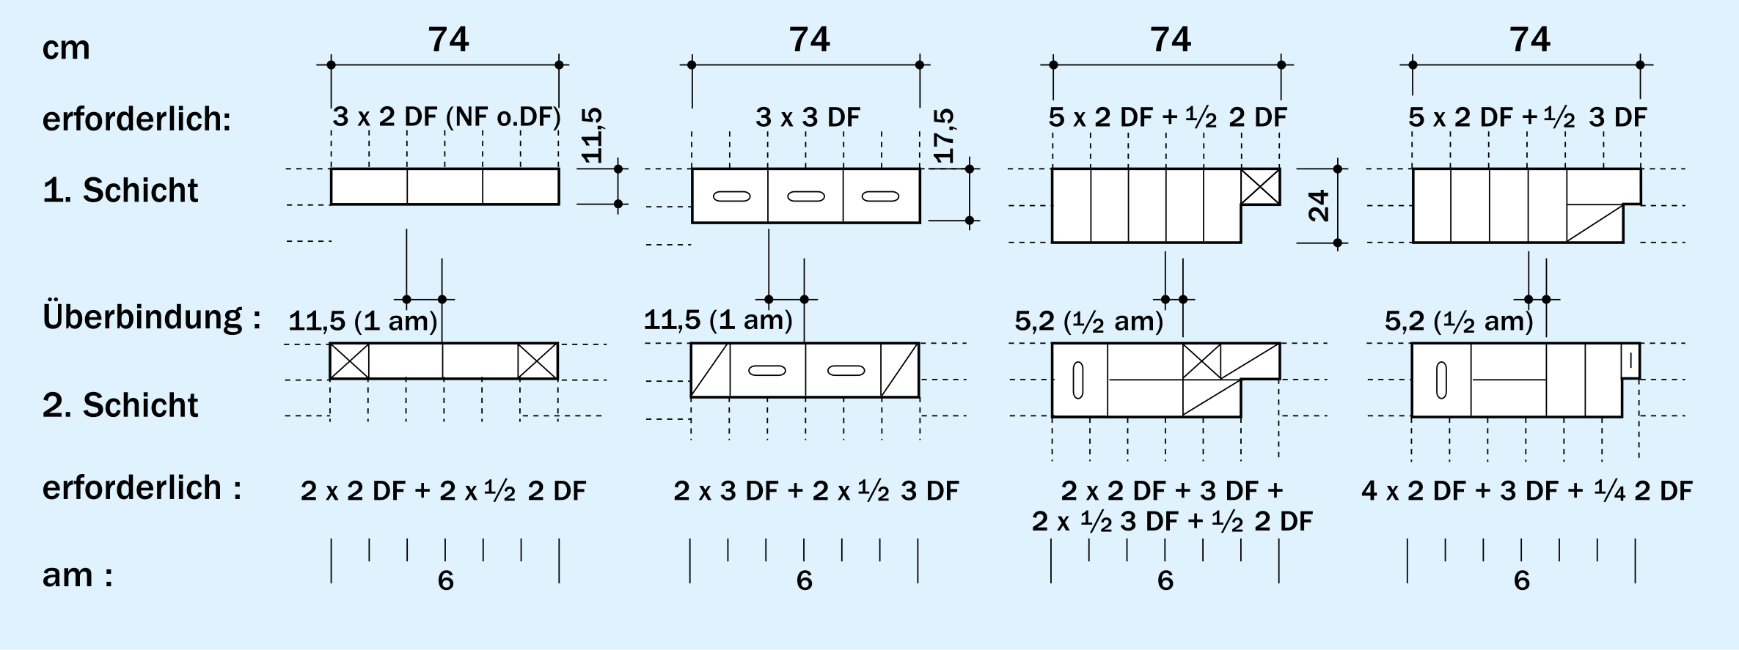 cm 74 74 74 74
erforderlich: 3 x 2 DF (NF o.DF) 11,5 3 x 3 DF 17,5 5 x 2 DF + ½ 2 DF 5 x 2 DF + ½ 3 DF
1. Schicht 24
Überbindung : 11,5 (1 am) 11,5 (1 am) 5,2 (½ am) 5,2 (½ am)
2. Schicht
erforderlich : 2 x 2 DF + 2 x ½ 2 DF 2 x 3 DF + 2 x ½ 3 DF 2 x 2 DF + 3 DF + 4 x 2 DF + 3 DF + ¼ 2 DF
2 x ½ 3 DF + ½ 2 DF
am : 6 6 6 6